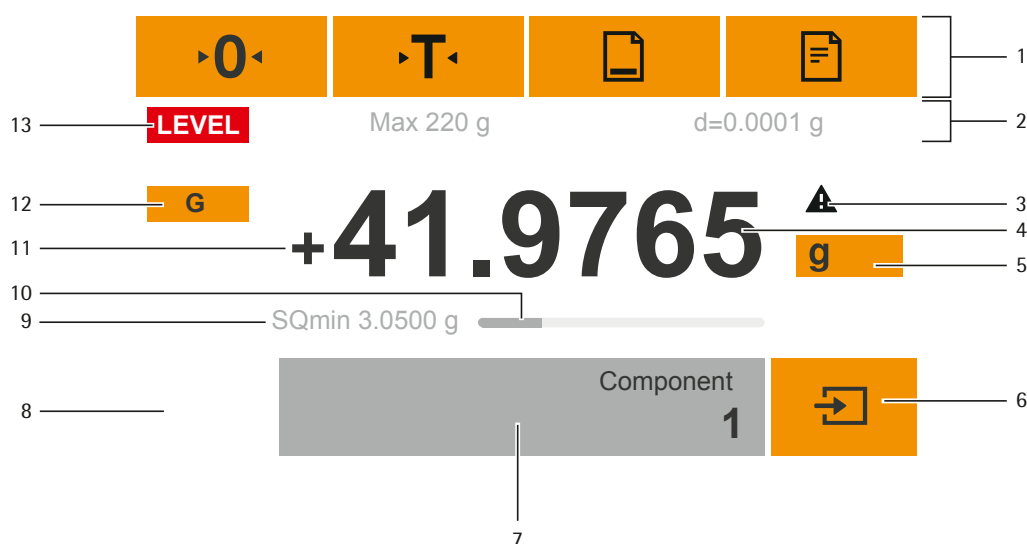 0 T 1
13 LEVEL Max 220 g d=0.0001 g 2
12 G 3
+41.9765 4
11 g 5
10
9 SQmin 3.0500 g
Component
8 1 6
7